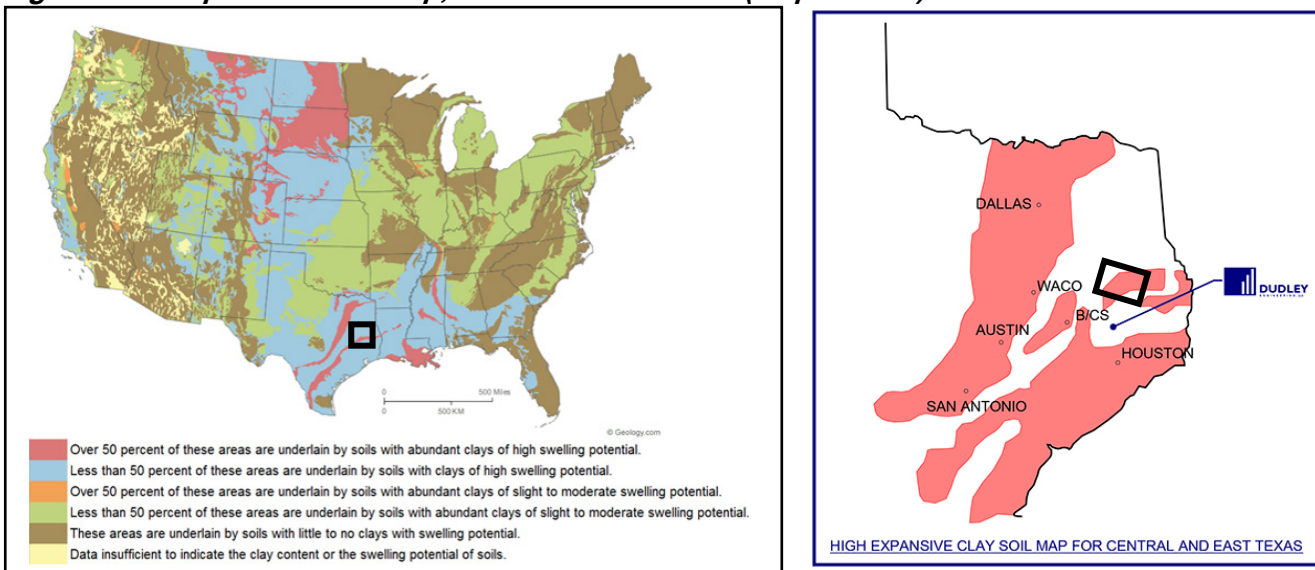 0
500 Miles
0
500 KM
© Geology.com
Over 50 percent of these areas are underlain by soils with abundant clays of high swelling potential.
Less than 50 percent of these areas are underlain by soils with clays of high swelling potential.
Over 50 percent of these areas are underlain by soils with abundant clays of slight to moderate swelling potential.
Less than 50 percent of these areas are underlain by soils with abundant clays of slight to moderate swelling potential.
These areas are underlain by soils with little to no clays with swelling potential.
Data insufficient to indicate the clay content or the swelling potential of soils.
DALLAS
WACO
B/CS
AUSTIN
HOUSTON
SAN ANTONIO
DUDLEY
HIGH EXPANSIVE CLAY SOIL MAP FOR CENTRAL AND EAST TEXAS